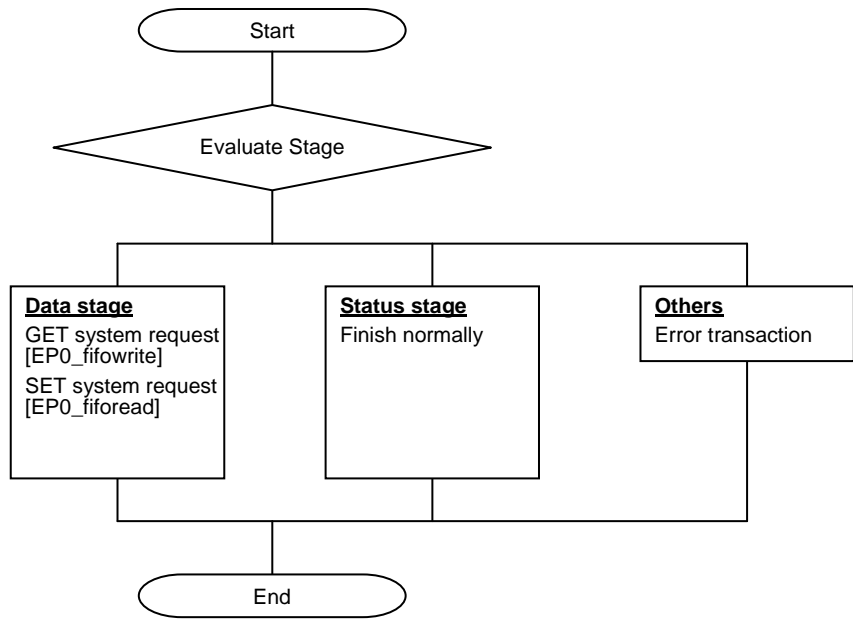 Start
Evaluate Stage
Data stage
GET system request
[EP0_fifowrite]
SET system request
[EP0_fiforead]
Status stage
Finish normally
Others
Error transaction
End